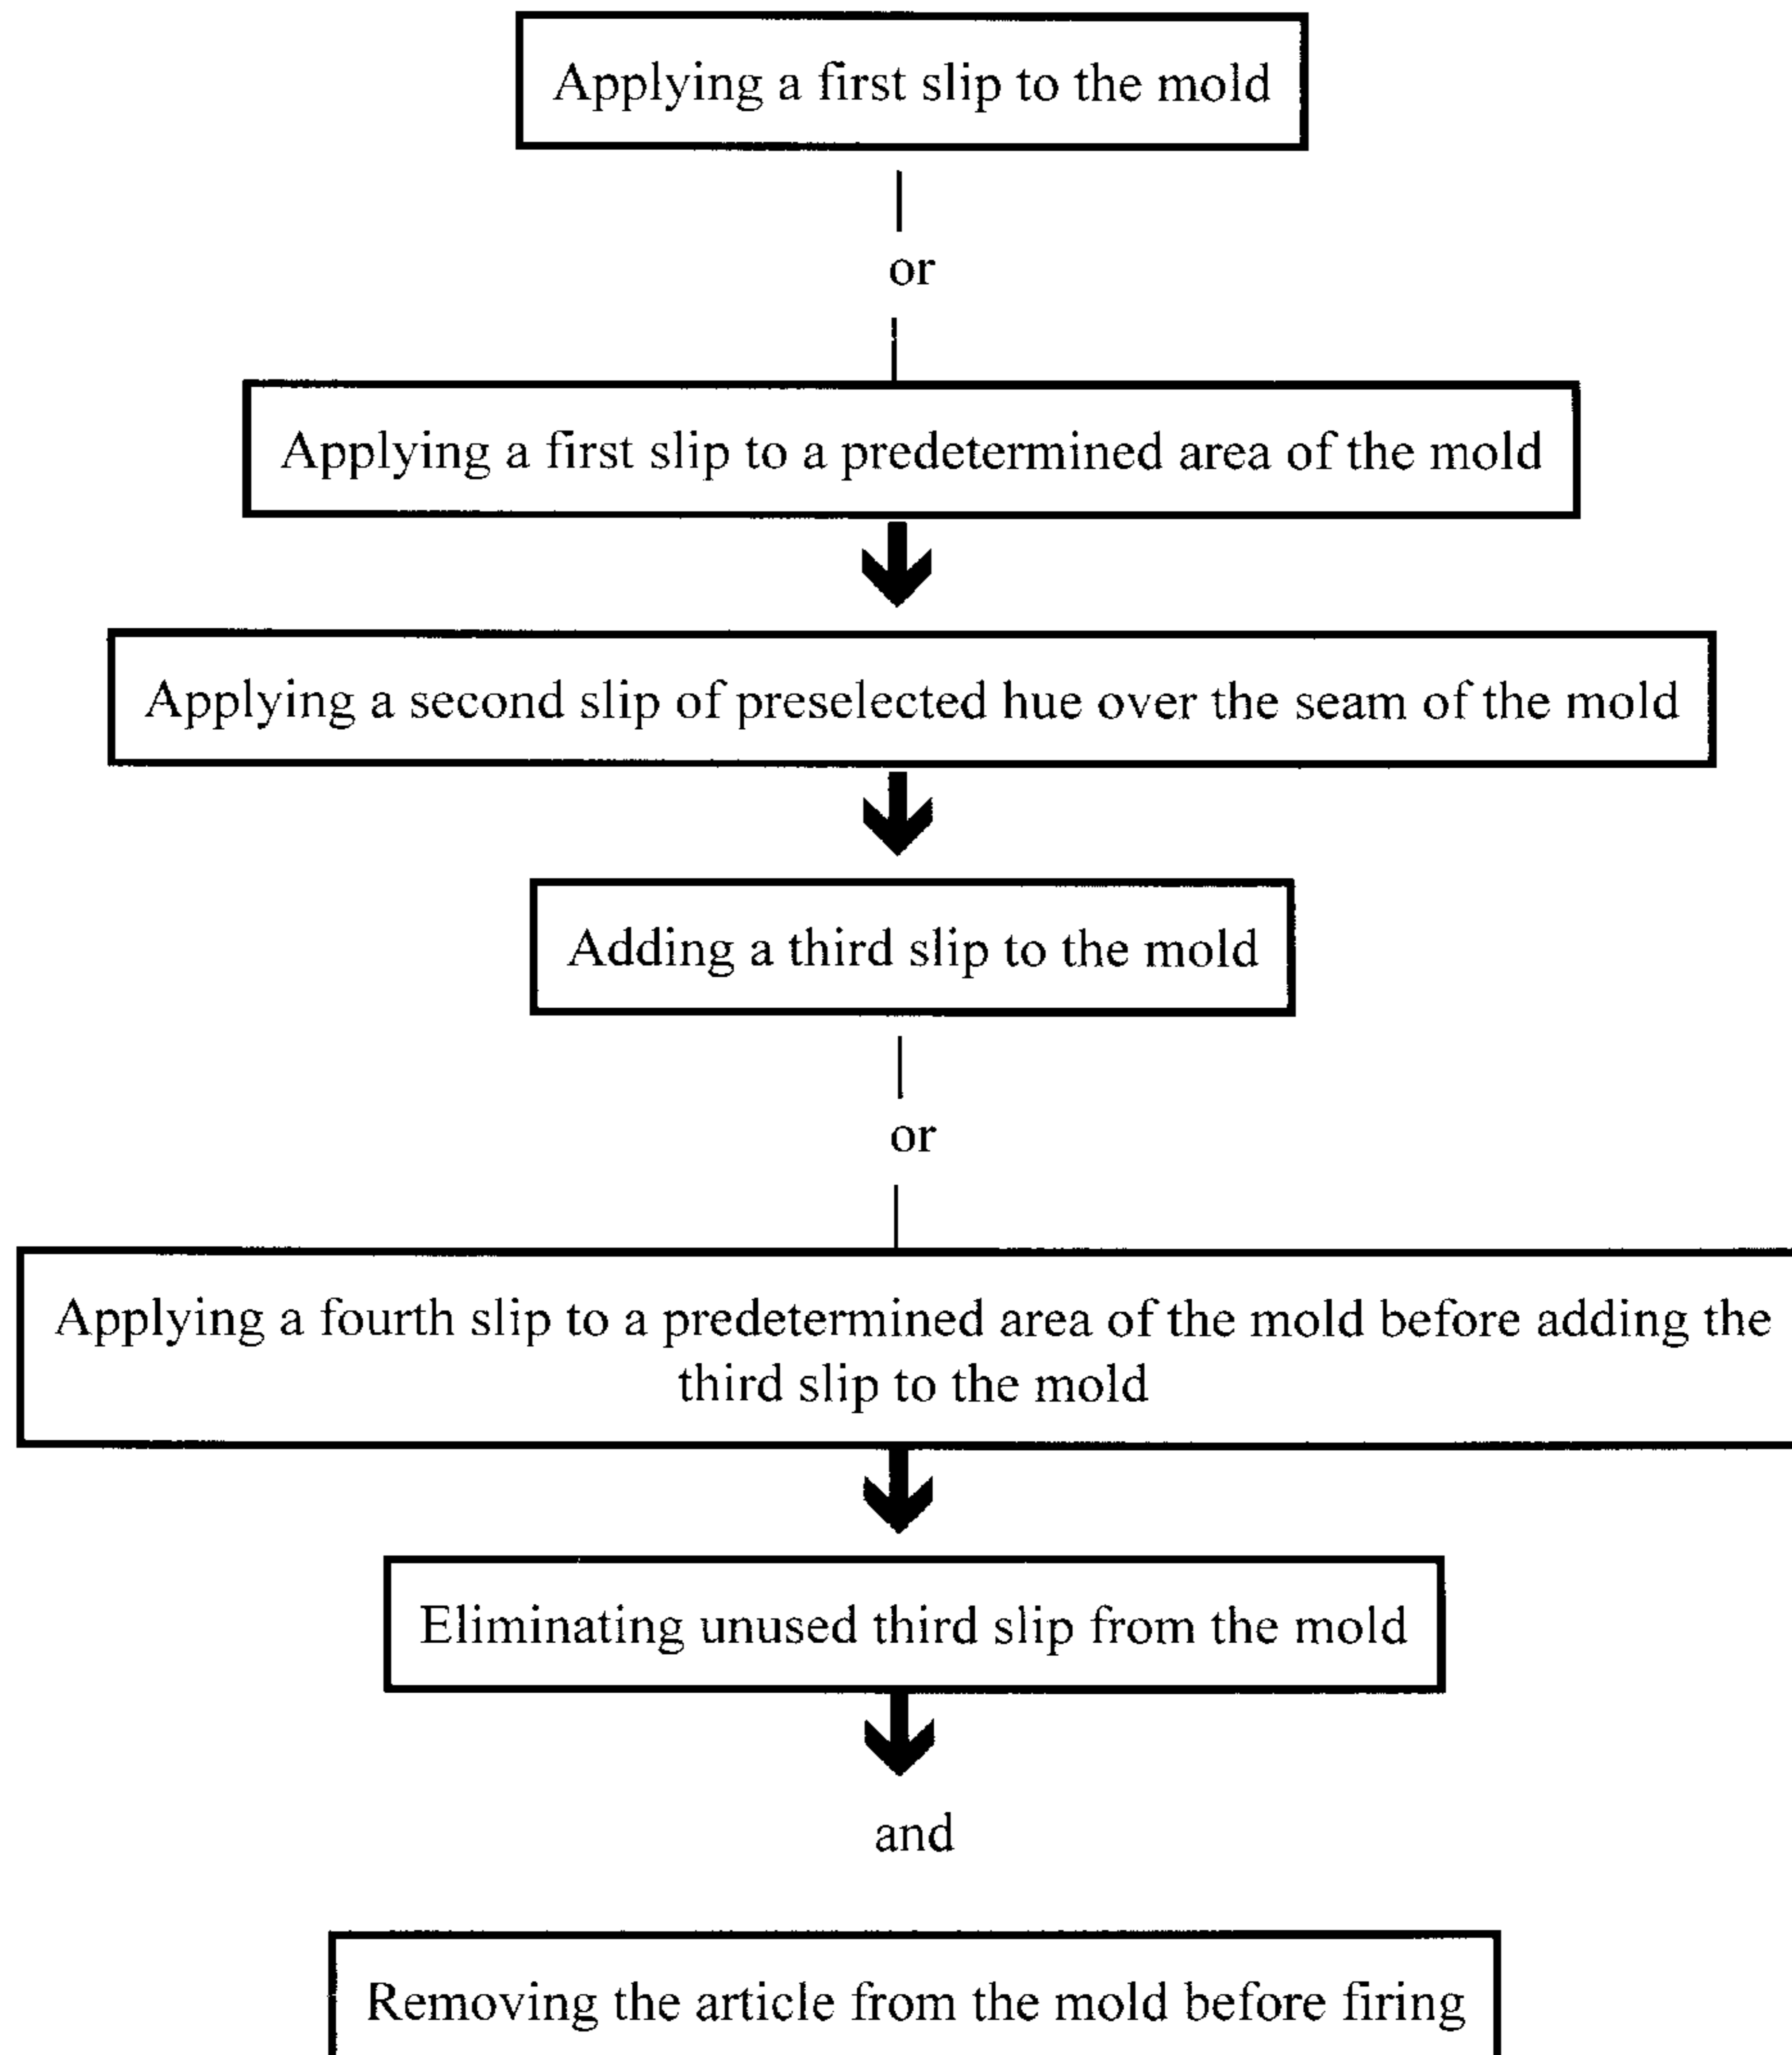 Applying a first slip to the mold
or
Applying a first slip to a predetermined area of the mold
Applying a second slip of preselected hue over the seam of the mold
Adding a third slip to the mold
or
Applying a fourth slip to a predetermined area of the mold before adding the
third slip to the mold
Eliminating unused third slip from the mold
and
Removing the article from the mold before firing